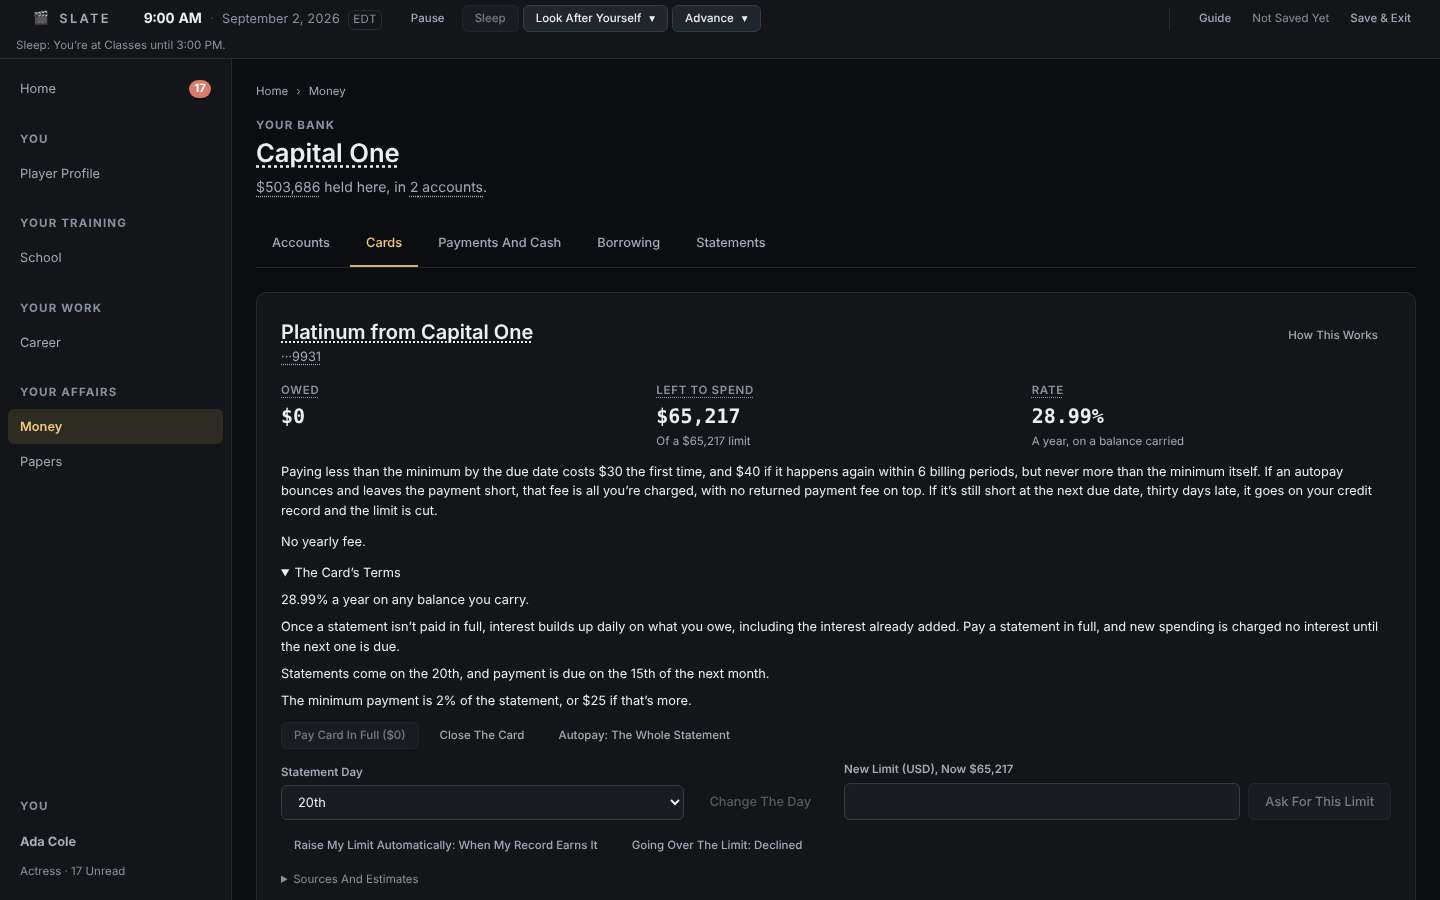 SLATE
9:00 AM · September 2, 2026 EDT
Pause
Sleep
Look After Yourself ▾
Advance ▾
Guide
Not Saved Yet
Save & Exit
Sleep: You're at Classes until 3:00 PM.
Home
17
YOU
Player Profile
YOUR TRAINING
School
YOUR WORK
Career
YOUR AFFAIRS
Money
Papers
YOU
Ada Cole
Actress · 17 Unread
Home › Money
YOUR BANK
Capital One
$503,686 held here, in 2 accounts.
Accounts
Cards
Payments And Cash
Borrowing
Statements
Platinum from Capital One
How This Works
···9931
OWED
$0
LEFT TO SPEND
$65,217
Of a $65,217 limit
RATE
28.99%
A year, on a balance carried
Paying less than the minimum by the due date costs $30 the first time, and $40 if it happens again within 6 billing periods, but never more than the minimum itself. If an autopay
bounces and leaves the payment short, that fee is all you're charged, with no returned payment fee on top. If it's still short at the next due date, thirty days late, it goes on your credit
record and the limit is cut.
No yearly fee.
▼ The Card's Terms
28.99% a year on any balance you carry.
Once a statement isn't paid in full, interest builds up daily on what you owe, including the interest already added. Pay a statement in full, and new spending is charged no interest until
the next one is due.
Statements come on the 20th, and payment is due on the 15th of the next month.
The minimum payment is 2% of the statement, or $25 if that's more.
Pay Card In Full ($0)
Close The Card
Autopay: The Whole Statement
Statement Day
20th
Change The Day
New Limit (USD), Now $65,217
Ask For This Limit
Raise My Limit Automatically: When My Record Earns It
Going Over The Limit: Declined
▶ Sources And Estimates